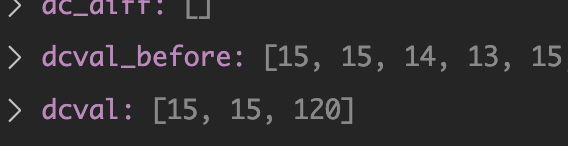 > dc_diff: []
> dcval_before: [15, 15, 14, 13, 15
> dcval: [15, 15, 120]